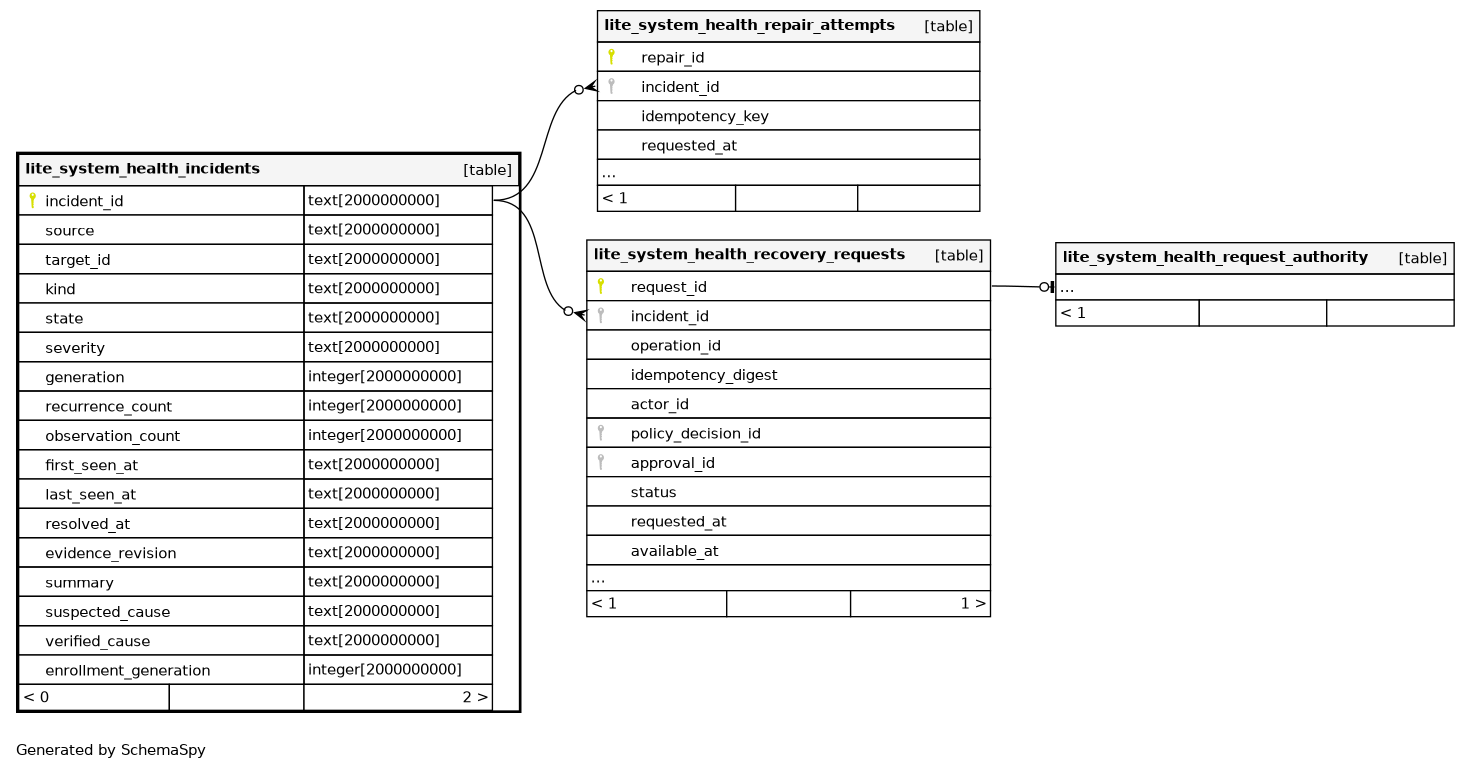 lite_system_health_repair_attempts [table]
repair_id
incident_id
idempotency_key
requested_at
...
< 1
lite_system_health_incidents [table]
incident_id text[2000000000]
source text[2000000000]
target_id text[2000000000]
kind text[2000000000]
state text[2000000000]
severity text[2000000000]
generation integer[2000000000]
recurrence_count integer[2000000000]
observation_count integer[2000000000]
first_seen_at text[2000000000]
last_seen_at text[2000000000]
resolved_at text[2000000000]
evidence_revision text[2000000000]
summary text[2000000000]
suspected_cause text[2000000000]
verified_cause text[2000000000]
enrollment_generation integer[2000000000]
< 0 2 >
lite_system_health_recovery_requests [table]
request_id
incident_id
operation_id
idempotency_digest
actor_id
policy_decision_id
approval_id
status
requested_at
available_at
...
< 1 1 >
lite_system_health_request_authority [table]
...
< 1
Generated by SchemaSpy